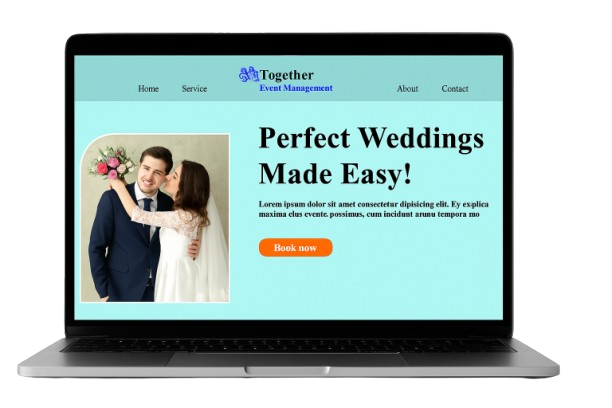 Together
Event Management
Home Service About Contact
Perfect Weddings
Made Easy!
Lorem ipsum dolor sit amet consectetur dipisicing elit. Ey explica
maxima elus evente possimus, cum incidunt arunu tempora mo
Book now